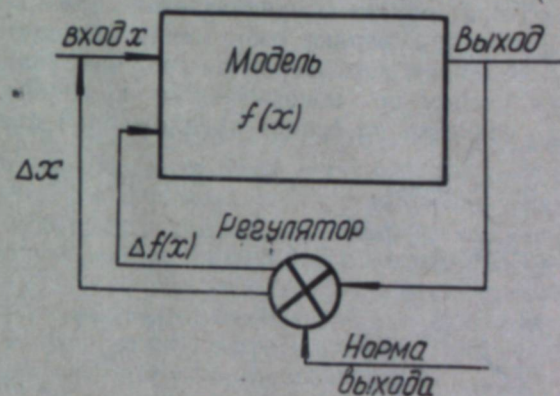 вход x
Выход
Модель
f(x)
Δx
Регулятор
Δf(x)
Норма
выхода